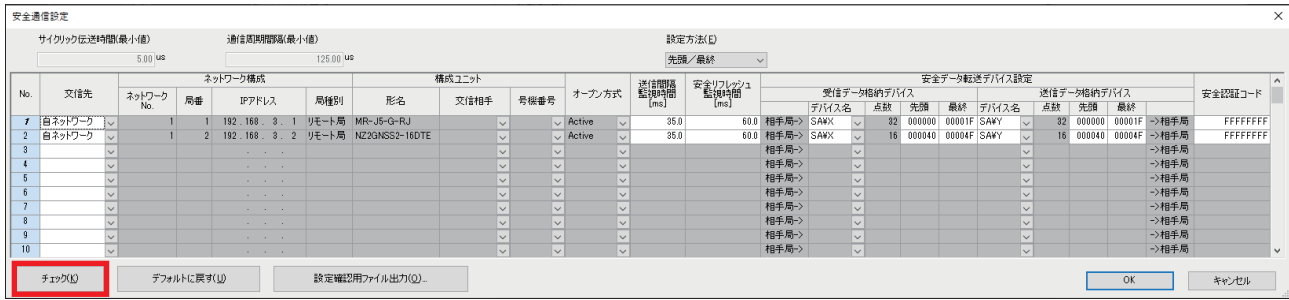 安全通信設定
サイクリック伝送時間(最小値) 通信周期間隔(最小値) 設定方法(F)
5.00 us 125.00 us 先頭／最終
No. 交信先 ネットワーク構成 構成ユニット オープン方式 送信間隔監視時間[ms] 安全リフレッシュ監視時間[ms] 安全データ転送デバイス設定 安全認証コード
ネットワークNo. 局番 IPアドレス 局種別 形名 交信相手 号機番号 受信データ格納デバイス 送信データ格納デバイス
デバイス名 点数 先頭 最終 デバイス名 点数 先頭 最終
1 自ネットワーク 1 1 192.168. 3. 1 リモート局 MR-J5-G-RJ Active 35.0 60.0 相手局-> SA¥X 32 000000 00001F SA¥Y 32 000000 00001F ->相手局 FFFFFFFF
2 自ネットワーク 1 2 192.168. 3. 2 リモート局 NZ2GNSS2-16DTE Active 35.0 60.0 相手局-> SA¥X 16 000040 00004F SA¥Y 16 000040 00004F ->相手局 FFFFFFFF
3 . . . 相手局-> ->相手局
4 . . . 相手局-> ->相手局
5 . . . 相手局-> ->相手局
6 . . . 相手局-> ->相手局
7 . . . 相手局-> ->相手局
8 . . . 相手局-> ->相手局
9 . . . 相手局-> ->相手局
10 . . . 相手局-> ->相手局
チェック(K) デフォルトに戻す(U) 設定確認用ファイル出力(O)... OK キャンセル